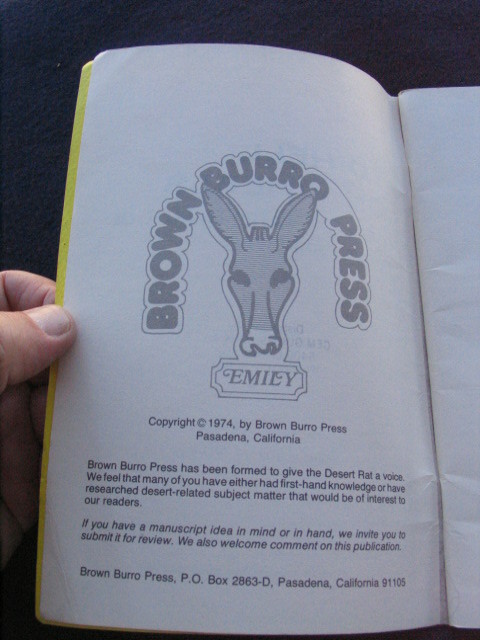 BROWN BURRO PRESS
EMILY
Copyright © 1974, by Brown Burro Press
Pasadena, California
Brown Burro Press has been formed to give the Desert Rat a voice.
We feel that many of you have either had first-hand knowledge or have
researched desert-related subject matter that would be of interest to
our readers.
If you have a manuscript idea in mind or in hand, we invite you to
submit it for review. We also welcome comment on this publication.
Brown Burro Press, P.O. Box 2863-D, Pasadena, California 91105